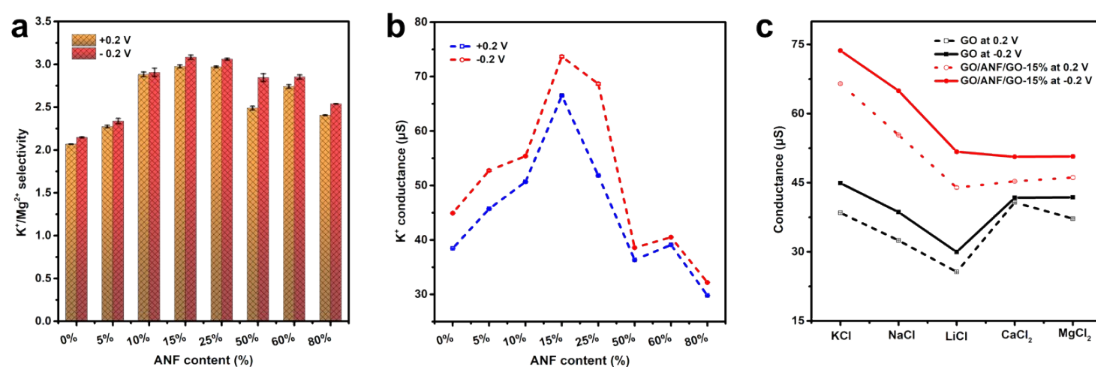 a
3.5
3.0
2.5
2.0
1.5
1.0
0.5
0.0
K⁺/Mg²⁺ selectivity
+0.2 V
- 0.2 V
0%
5%
10%
15%
25%
50%
60%
80%
ANF content (%)
b
80
70
60
50
40
30
K⁺ conductance (μS)
+0.2 V
-0.2 V
0%
5%
10%
15%
25%
50%
60%
80%
ANF content (%)
c
75
60
45
30
15
Conductance (μS)
GO at 0.2 V
GO at -0.2 V
GO/ANF/GO-15% at 0.2 V
GO/ANF/GO-15% at -0.2 V
KCl
NaCl
LiCl
CaCl₂
MgCl₂